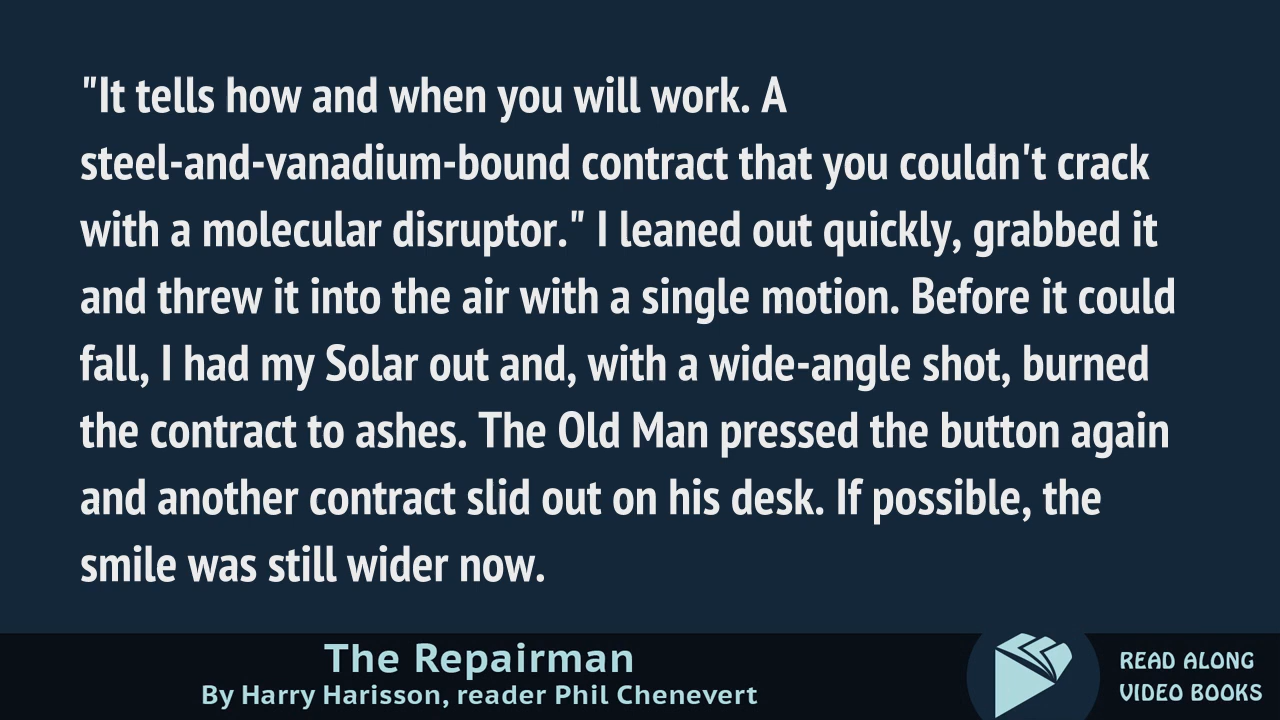 "It tells how and when you will work. A
steel-and-vanadium-bound contract that you couldn't crack
with a molecular disruptor." I leaned out quickly, grabbed it
and threw it into the air with a single motion. Before it could
fall, I had my Solar out and, with a wide-angle shot, burned
the contract to ashes. The Old Man pressed the button again
and another contract slid out on his desk. If possible, the
smile was still wider now.
The Repairman
By Harry Harisson, reader Phil Chenevert
READ ALONG
VIDEO BOOKS